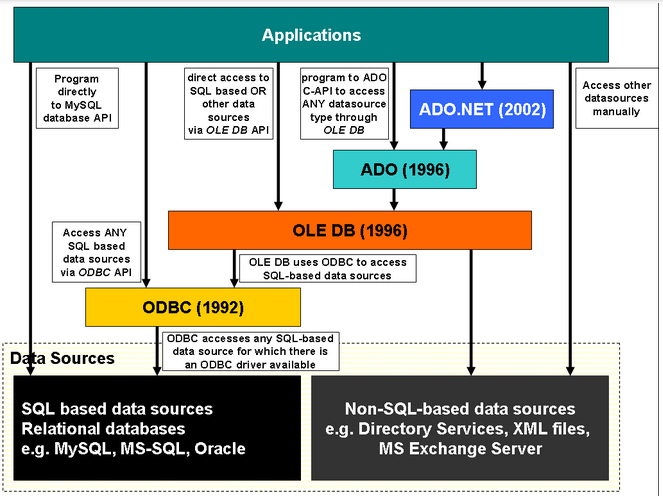 Applications
Program
directly
to MySQL
database API
direct access to
SQL based OR
other data
sources
via OLE DB API
program to ADO
C-API to access
ANY datasource
type through
OLE DB
Access other
datasources
manually
ADO.NET (2002)
ADO (1996)
OLE DB (1996)
Access ANY
SQL based
data sources
via ODBC API
OLE DB uses ODBC to access
SQL-based data sources
ODBC (1992)
ODBC accesses any SQL-based
data source for which there is
an ODBC driver available
Data Sources
SQL based data sources
Relational databases
e.g. MySQL, MS-SQL, Oracle
Non-SQL-based data sources
e.g. Directory Services, XML files,
MS Exchange Server